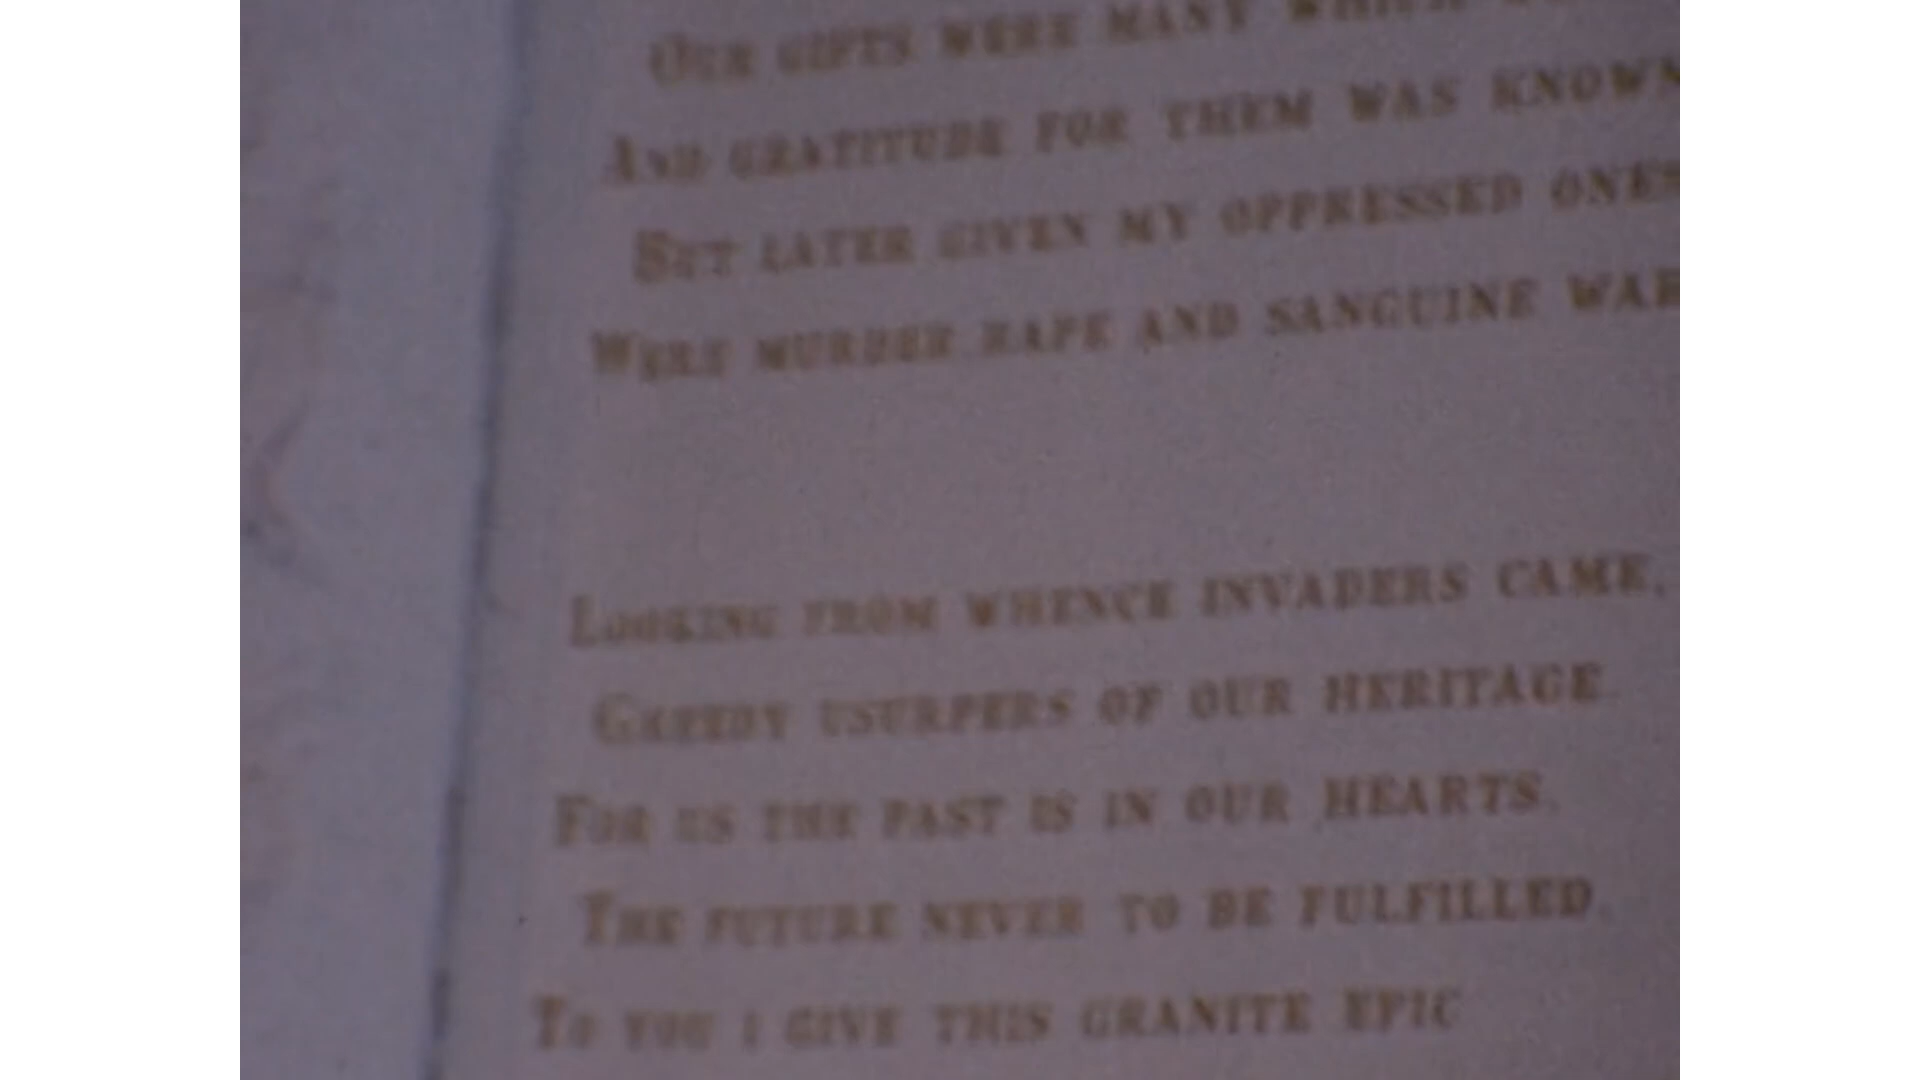 OUR GIFTS WERE MANY WHICH
AND GRATITUDE FOR THEM WAS KNOWN
BUT LATER GIVEN MY OPPRESSED ONES
WERE MURDER RAPE AND SANGUINE WAR
LOOKING FROM WHENCE INVADERS CAME,
GREEDY USURPERS OF OUR HERITAGE.
FOR US THE PAST IS IN OUR HEARTS,
THE FUTURE NEVER TO BE FULFILLED.
TO YOU I GIVE THIS GRANITE EPIC